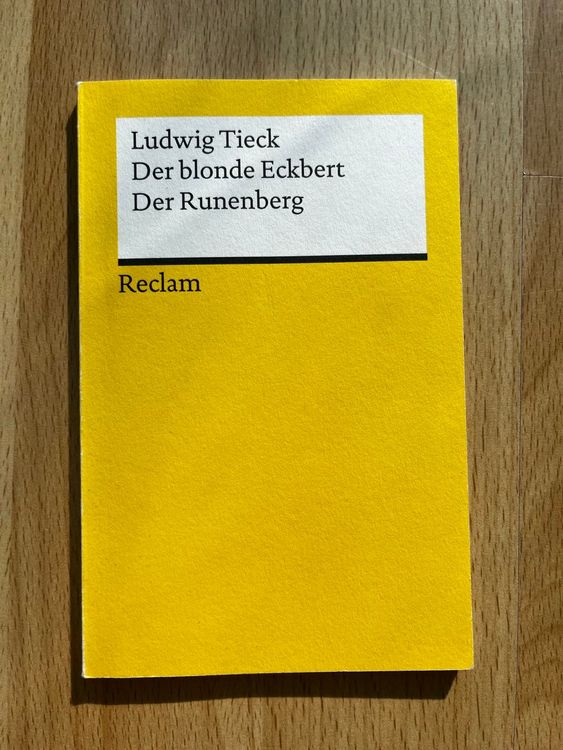 Ludwig Tieck
Der blonde Eckbert
Der Runenberg
Reclam